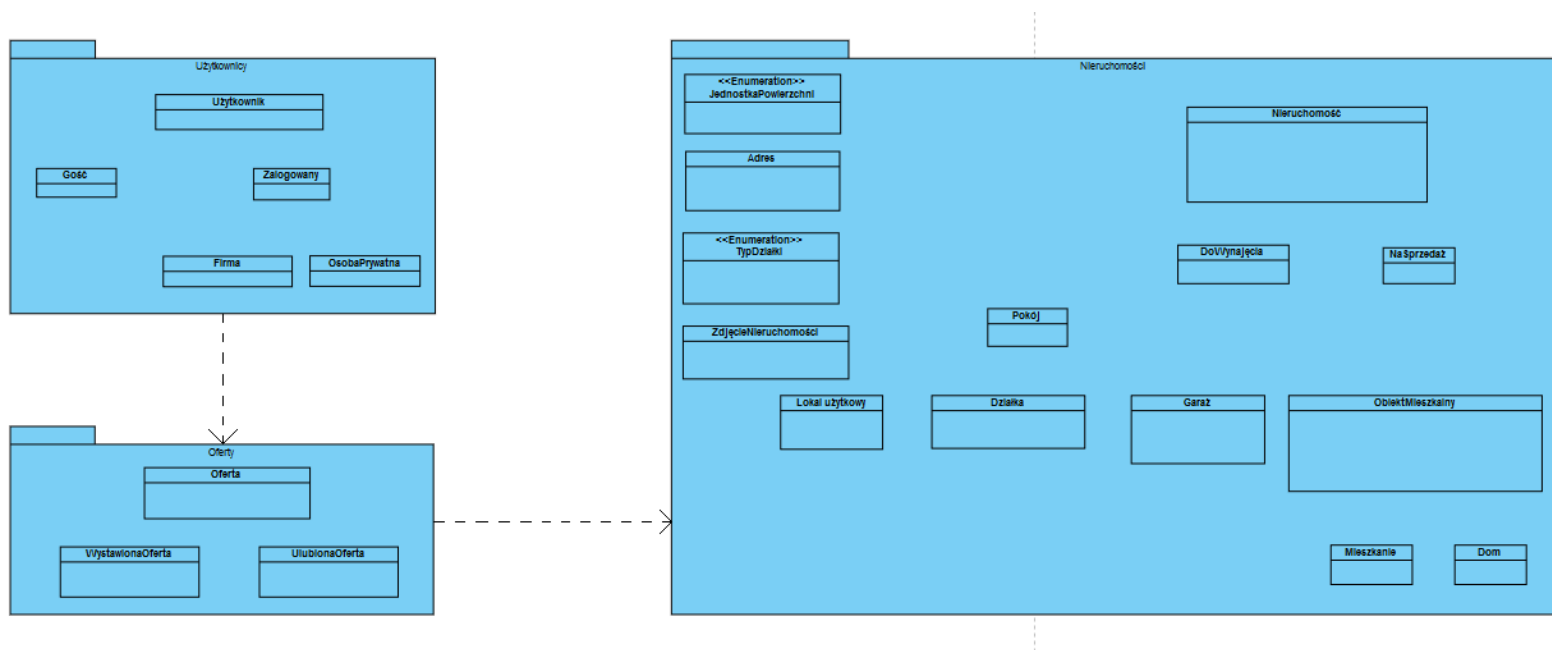 Użytkownicy
Użytkownik
Gość
Zalogowany
Firma
OsobaPrywatna
Oferty
Oferta
WystawionaOferta
UlubionaOferta
Nieruchomości
<<Enumeration>>
JednostkaPowierzchni
Adres
<<Enumeration>>
TypDziałki
ZdjęcieNieruchomości
Nieruchomość
DoWynajęcia
NaSprzedaż
Pokój
Lokal użytkowy
Działka
Garaż
ObiektMieszkalny
Mieszkanie
Dom